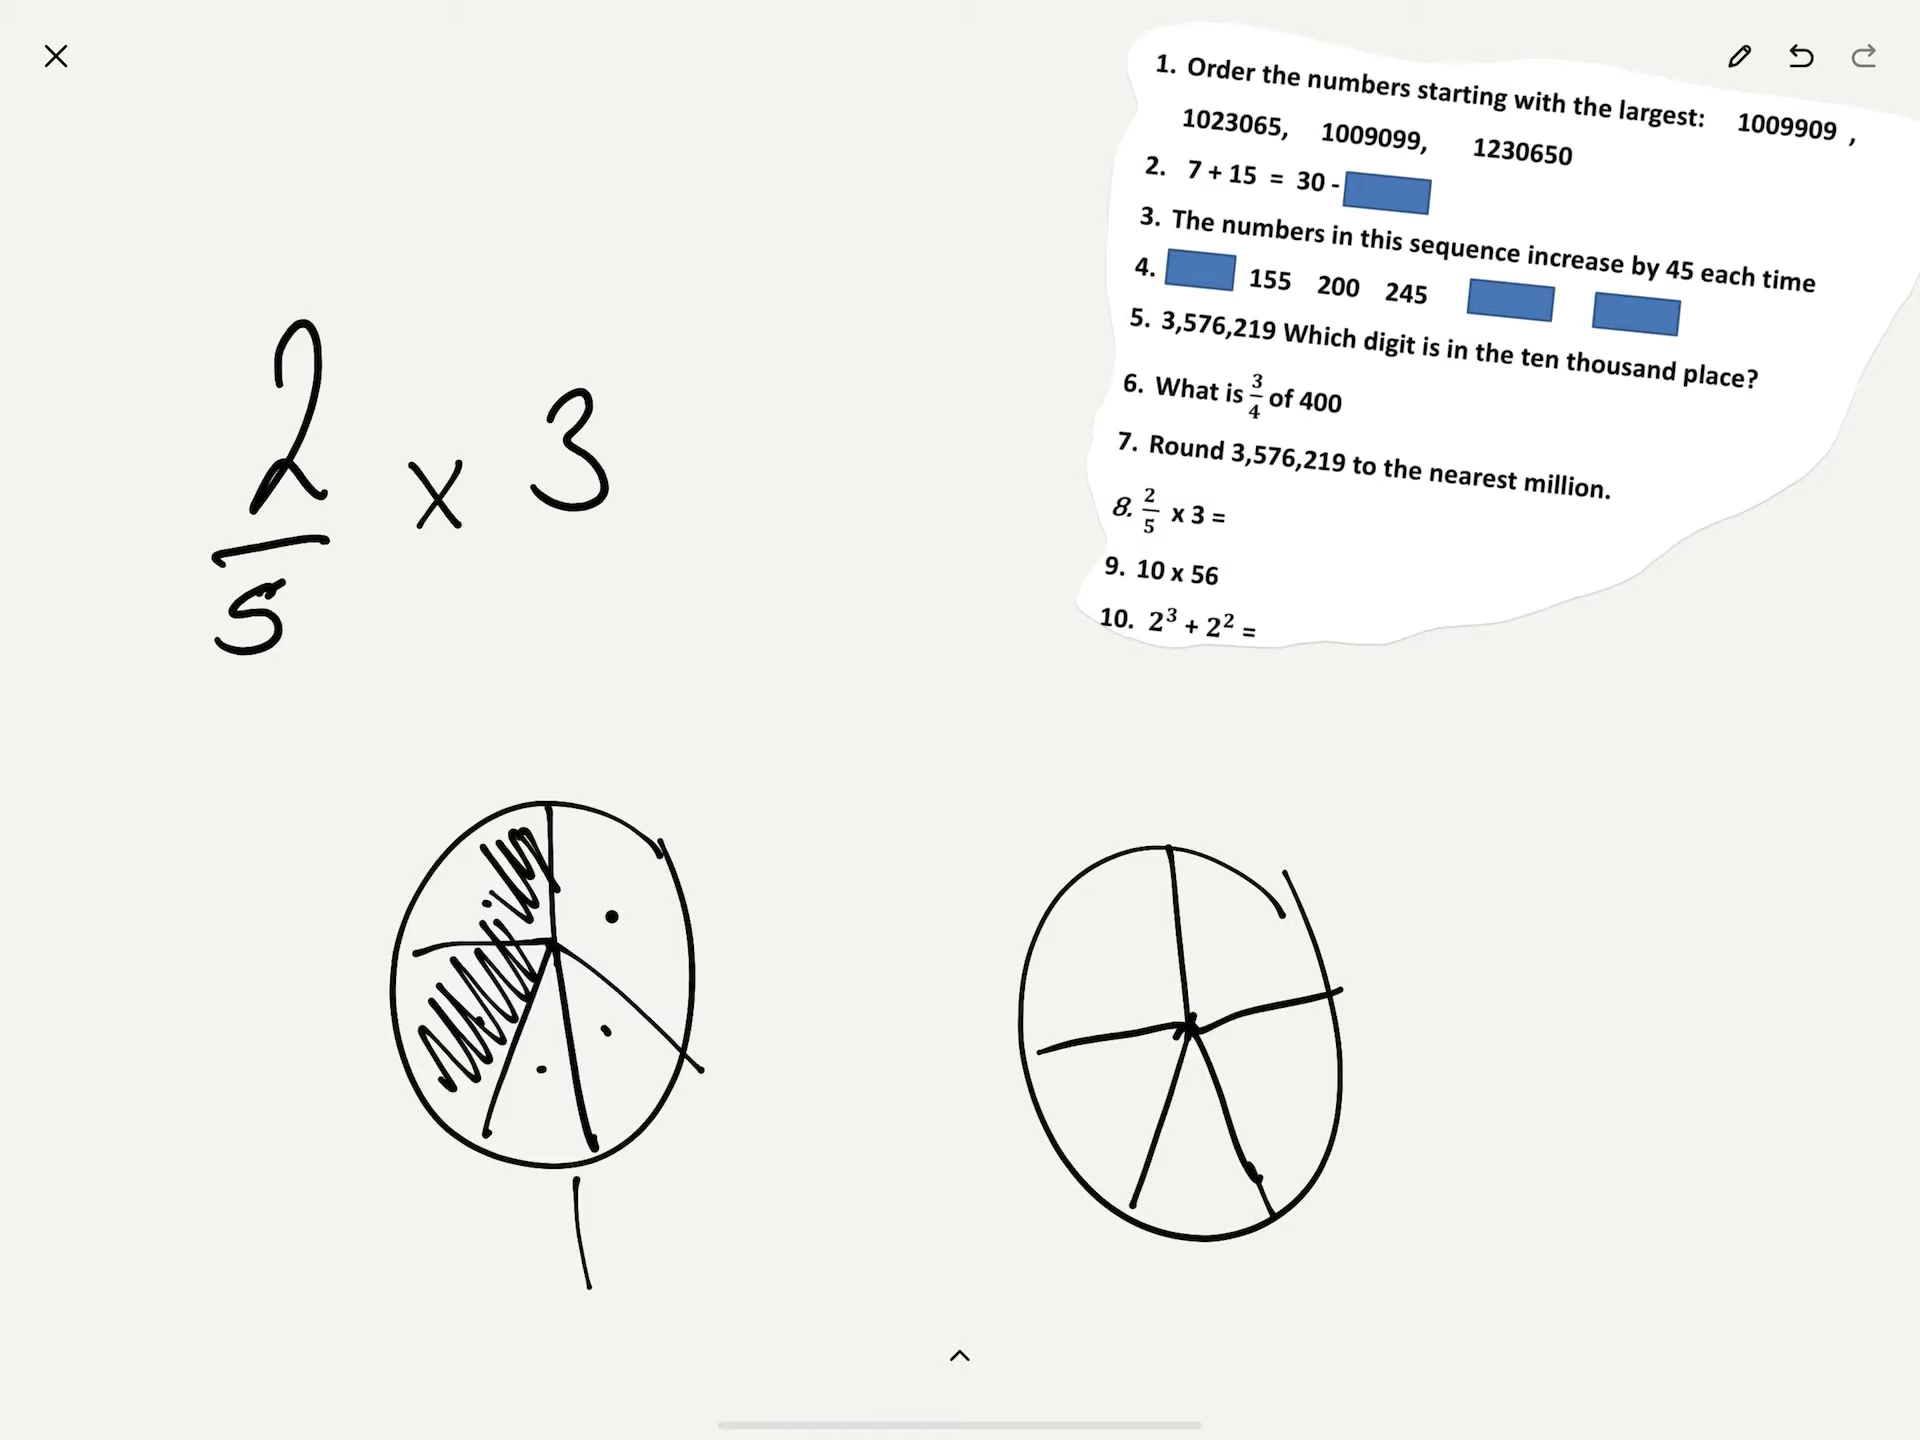 1. Order the numbers starting with the largest: 1009909 ,
1023065, 1009099, 1230650
2. 7 + 15 = 30 -
3. The numbers in this sequence increase by 45 each time
4. 155 200 245
5. 3,576,219 Which digit is in the ten thousand place?
6. What is 3/4 of 400
7. Round 3,576,219 to the nearest million.
8. 2/5 x 3 =
9. 10 x 56
10. 2³ + 2² =
2/5 x 3